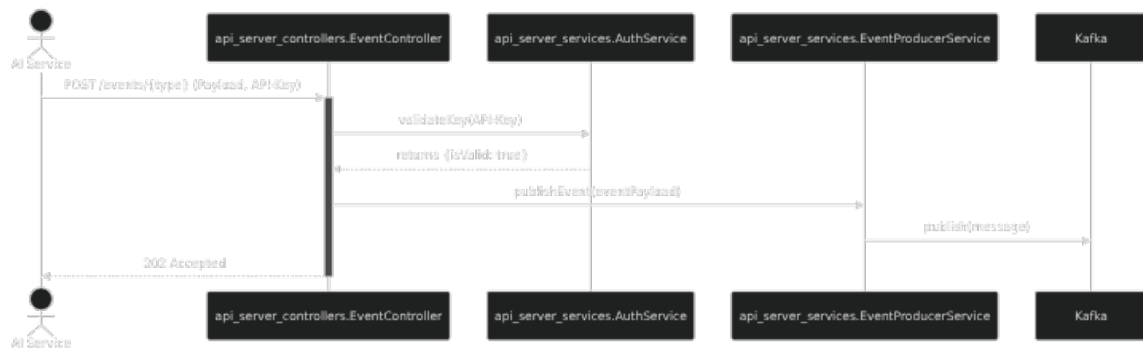 api_server_controllers.EventController
api_server_services.AuthService
api_server_services.EventProducerService
Kafka
AI Service
POST /events/{type} (Payload, API-Key)
validateKey(API-Key)
returns {isValid: true}
publishEvent(eventPayload)
publish(message)
202 Accepted
api_server_controllers.EventController
api_server_services.AuthService
api_server_services.EventProducerService
Kafka
AI Service